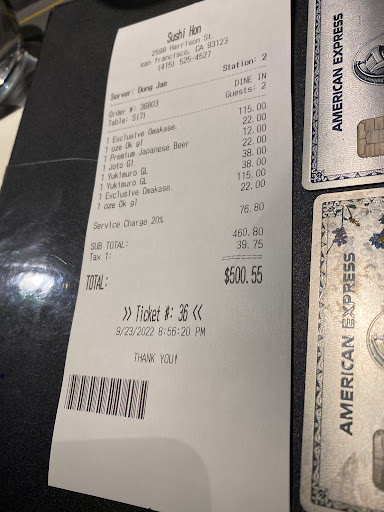 Sushi Hon
2598 Harrison St.
san francisco, CA 93123
(415) 525-4527
Server: Dong Jae Station: 2
Order #: 36803 DINE IN
Table: S(7) Guests: 2
1 Exclusive Omakase. 115.00
1 oze Ok gl 22.00
1 Premium Japanese Beer 12.00
1 Joto Gl 22.00
1 Yukimuro GL 38.00
1 Yukimuro GL 38.00
1 Exclusive Omakase. 115.00
1 oze Ok gl 22.00
Service Charge 20% 76.80
SUB TOTAL: 460.80
Tax 1: 39.75
TOTAL: $500.55
>> Ticket #: 36 <<
9/23/2022 8:56:20 PM
THANK YOU!
AMERICAN EXPRESS
AMERICAN EXPRESS